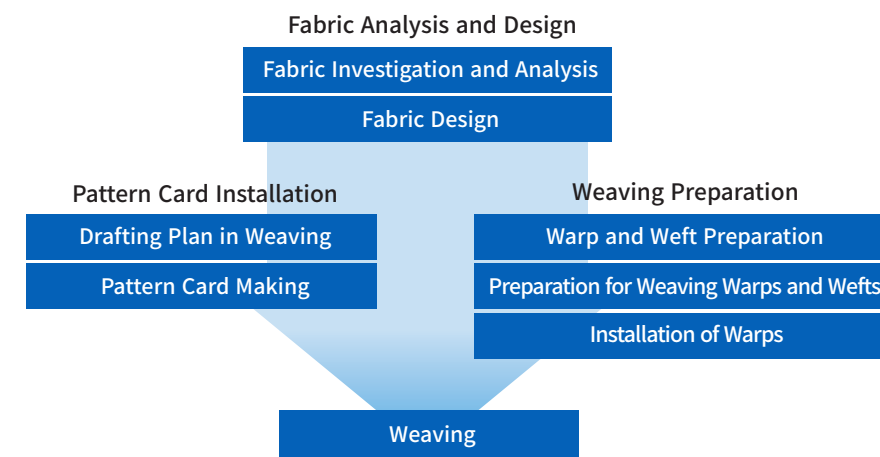 Fabric Analysis and Design
Fabric Investigation and Analysis
Fabric Design
Pattern Card Installation
Drafting Plan in Weaving
Pattern Card Making
Weaving Preparation
Warp and Weft Preparation
Preparation for Weaving Warps and Wefts
Installation of Warps
Weaving